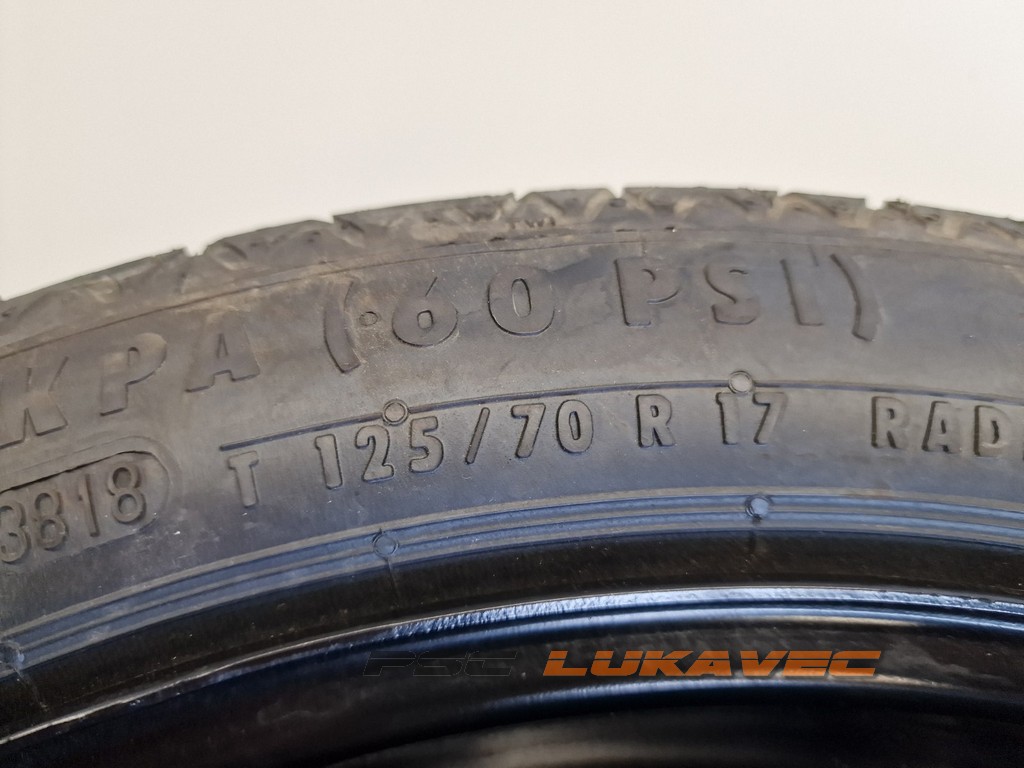 KPA (60 PSI)
3818 T 125/70 R 17 RAD
PSC LUKAVEC